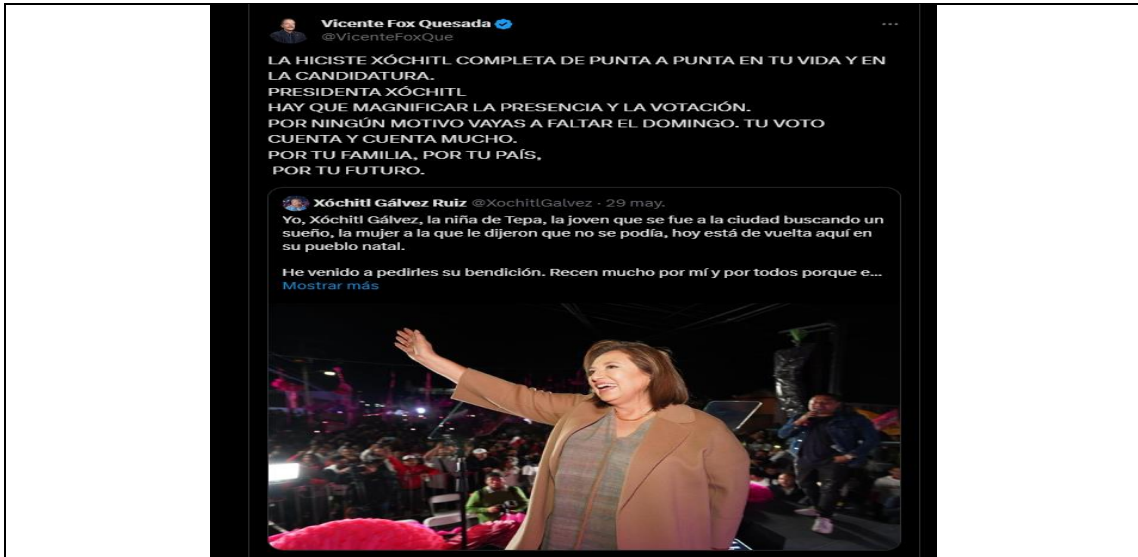 Vicente Fox Quesada
@VicenteFoxQue
LA HICISTE XÓCHITL COMPLETA DE PUNTA A PUNTA EN TU VIDA Y EN
LA CANDIDATURA.
PRESIDENTA XÓCHITL
HAY QUE MAGNIFICAR LA PRESENCIA Y LA VOTACIÓN.
POR NINGÚN MOTIVO VAYAS A FALTAR EL DOMINGO. TU VOTO
CUENTA Y CUENTA MUCHO.
POR TU FAMILIA, POR TU PAÍS,
POR TU FUTURO.
Xóchitl Gálvez Ruiz @XochitlGalvez · 29 may.
Yo, Xóchitl Gálvez, la niña de Tepa, la joven que se fue a la ciudad buscando un
sueño, la mujer a la que le dijeron que no se podía, hoy está de vuelta aquí en
su pueblo natal.
He venido a pedirles su bendición. Recen mucho por mí y por todos porque e...
Mostrar más